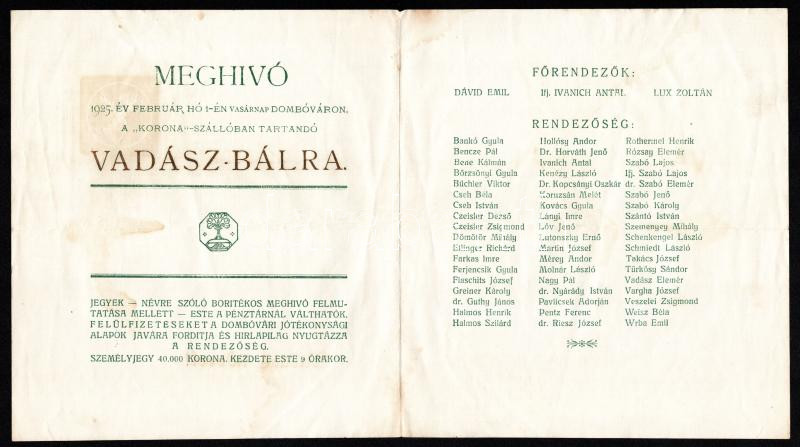 MEGHIVÓ
1925. ÉV FEBRUÁR HÓ 1-ÉN VASÁRNAP DOMBÓVÁRON,
A „KORONA”-SZÁLLÓBAN TARTANDÓ
VADÁSZ-BÁLRA.
JEGYEK — NÉVRE SZÓLÓ BORITÉKOS MEGHIVÓ FELMU-
TATÁSA MELLETT — ESTE A PÉNZTÁRNÁL VÁLTHATÓK.
FELÜLFIZETÉSEKET A DOMBÓVÁRI JÓTÉKONYSÁGI
ALAPOK JAVÁRA FORDITJA ÉS HIRLAPILAG NYUGTÁZZA
A RENDEZŐSÉG.
SZEMÉLYJEGY 40.000 KORONA. KEZDETE ESTE 9 ÓRAKOR.
FŐRENDEZŐK:
DÁVID EMIL Ifj. IVANICH ANTAL LUX ZOLTÁN
RENDEZŐSÉG:
Bankó Gyula Hollósy Andor Rothermel Henrik
Bencze Pál Dr. Horváth Jenő Rózsay Elemér
Bene Kálmán Ivanich Antal Szabó Lajos
Börzsönyi Gyula Kenézy László Ifj. Szabó Lajos
Büchler Viktor Dr. Kopcsányi Oszkár dr. Szabó Elemér
Cseh Béla Koruzsán Melét Szabó Jenő
Cseh István Kovács Gyula Szabó Károly
Czeisler Dezső Lányi Imre Szántó István
Czeisler Zsigmond Löv Jenő Szemenyey Mihály
Dömötör Mihály Lutonszky Ernő Schenkengel László
Eilinger Richárd Martin József Schmiedl László
Farkas Imre Mérey Andor Takács József
Ferjencsik Gyula Molnár László Türkösy Sándor
Flaschits József Nagy Pál Vadász Elemér
Greiner Károly dr. Nyárády István Vargha József
dr. Guthy János Pavlicsek Adorján Veszelei Zsigmond
Halmos Henrik Pentz Ferenc Weisz Béla
Halmos Szilárd dr. Riesz József Wrba Emil